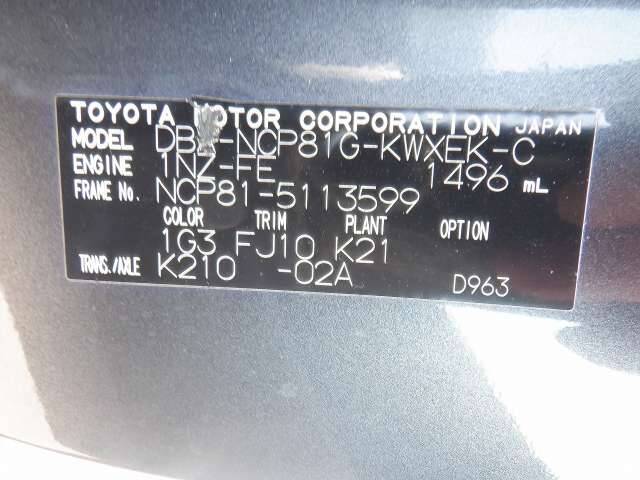 TOYOTA MOTOR CORPORATION JAPAN
MODEL DB -NCP81G-KWXEK-C
ENGINE 1NZ-FE 1496 mL
FRAME No. NCP81-5113599
COLOR TRIM PLANT OPTION
1G3 FJ10 K21
TRANS./AXLE K210 -02A D963